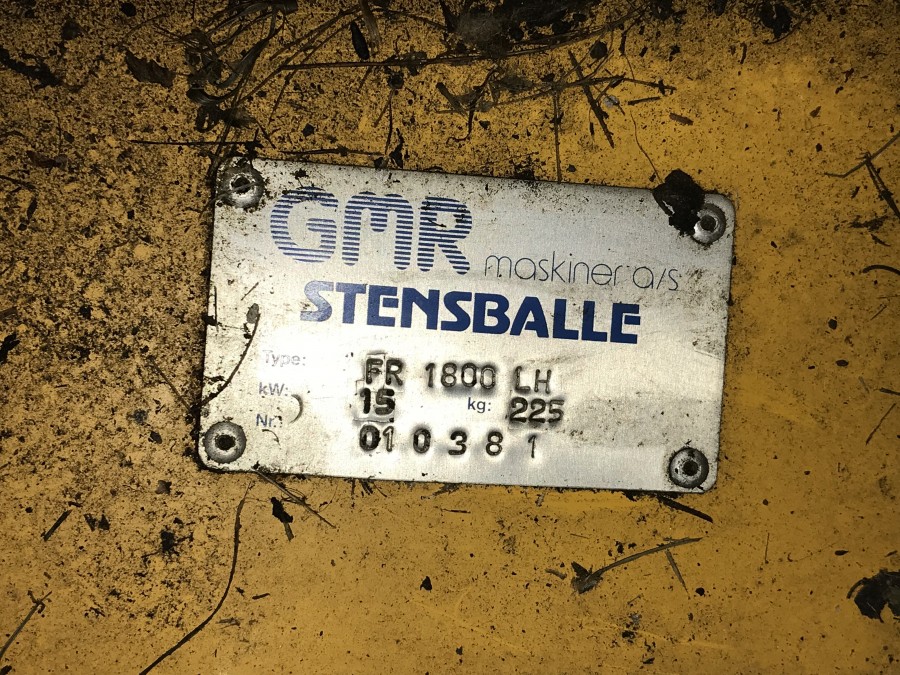 GMR maskiner a/s
STENSBALLE
Type: FR 1800 LH
kW: 15 kg: 225
Nr.: 010381